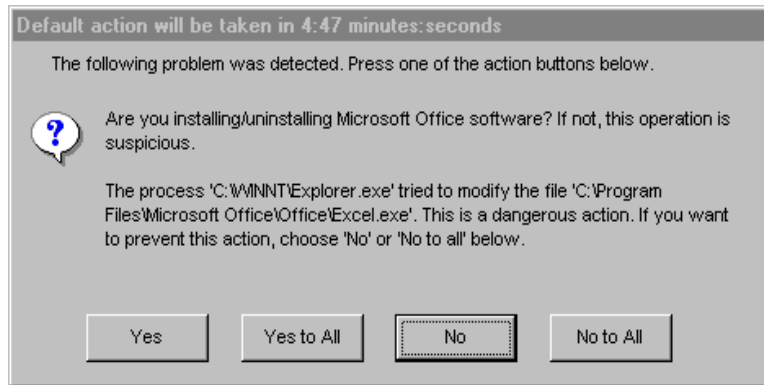 Default action will be taken in 4:47 minutes:seconds
The following problem was detected. Press one of the action buttons below.
?
Are you installing/uninstalling Microsoft Office software? If not, this operation is
suspicious.
The process 'C:\WINNT\Explorer.exe' tried to modify the file 'C:\Program
Files\Microsoft Office\Office\Excel.exe'. This is a dangerous action. If you want
to prevent this action, choose 'No' or 'No to all' below.
Yes
Yes to All
No
No to All